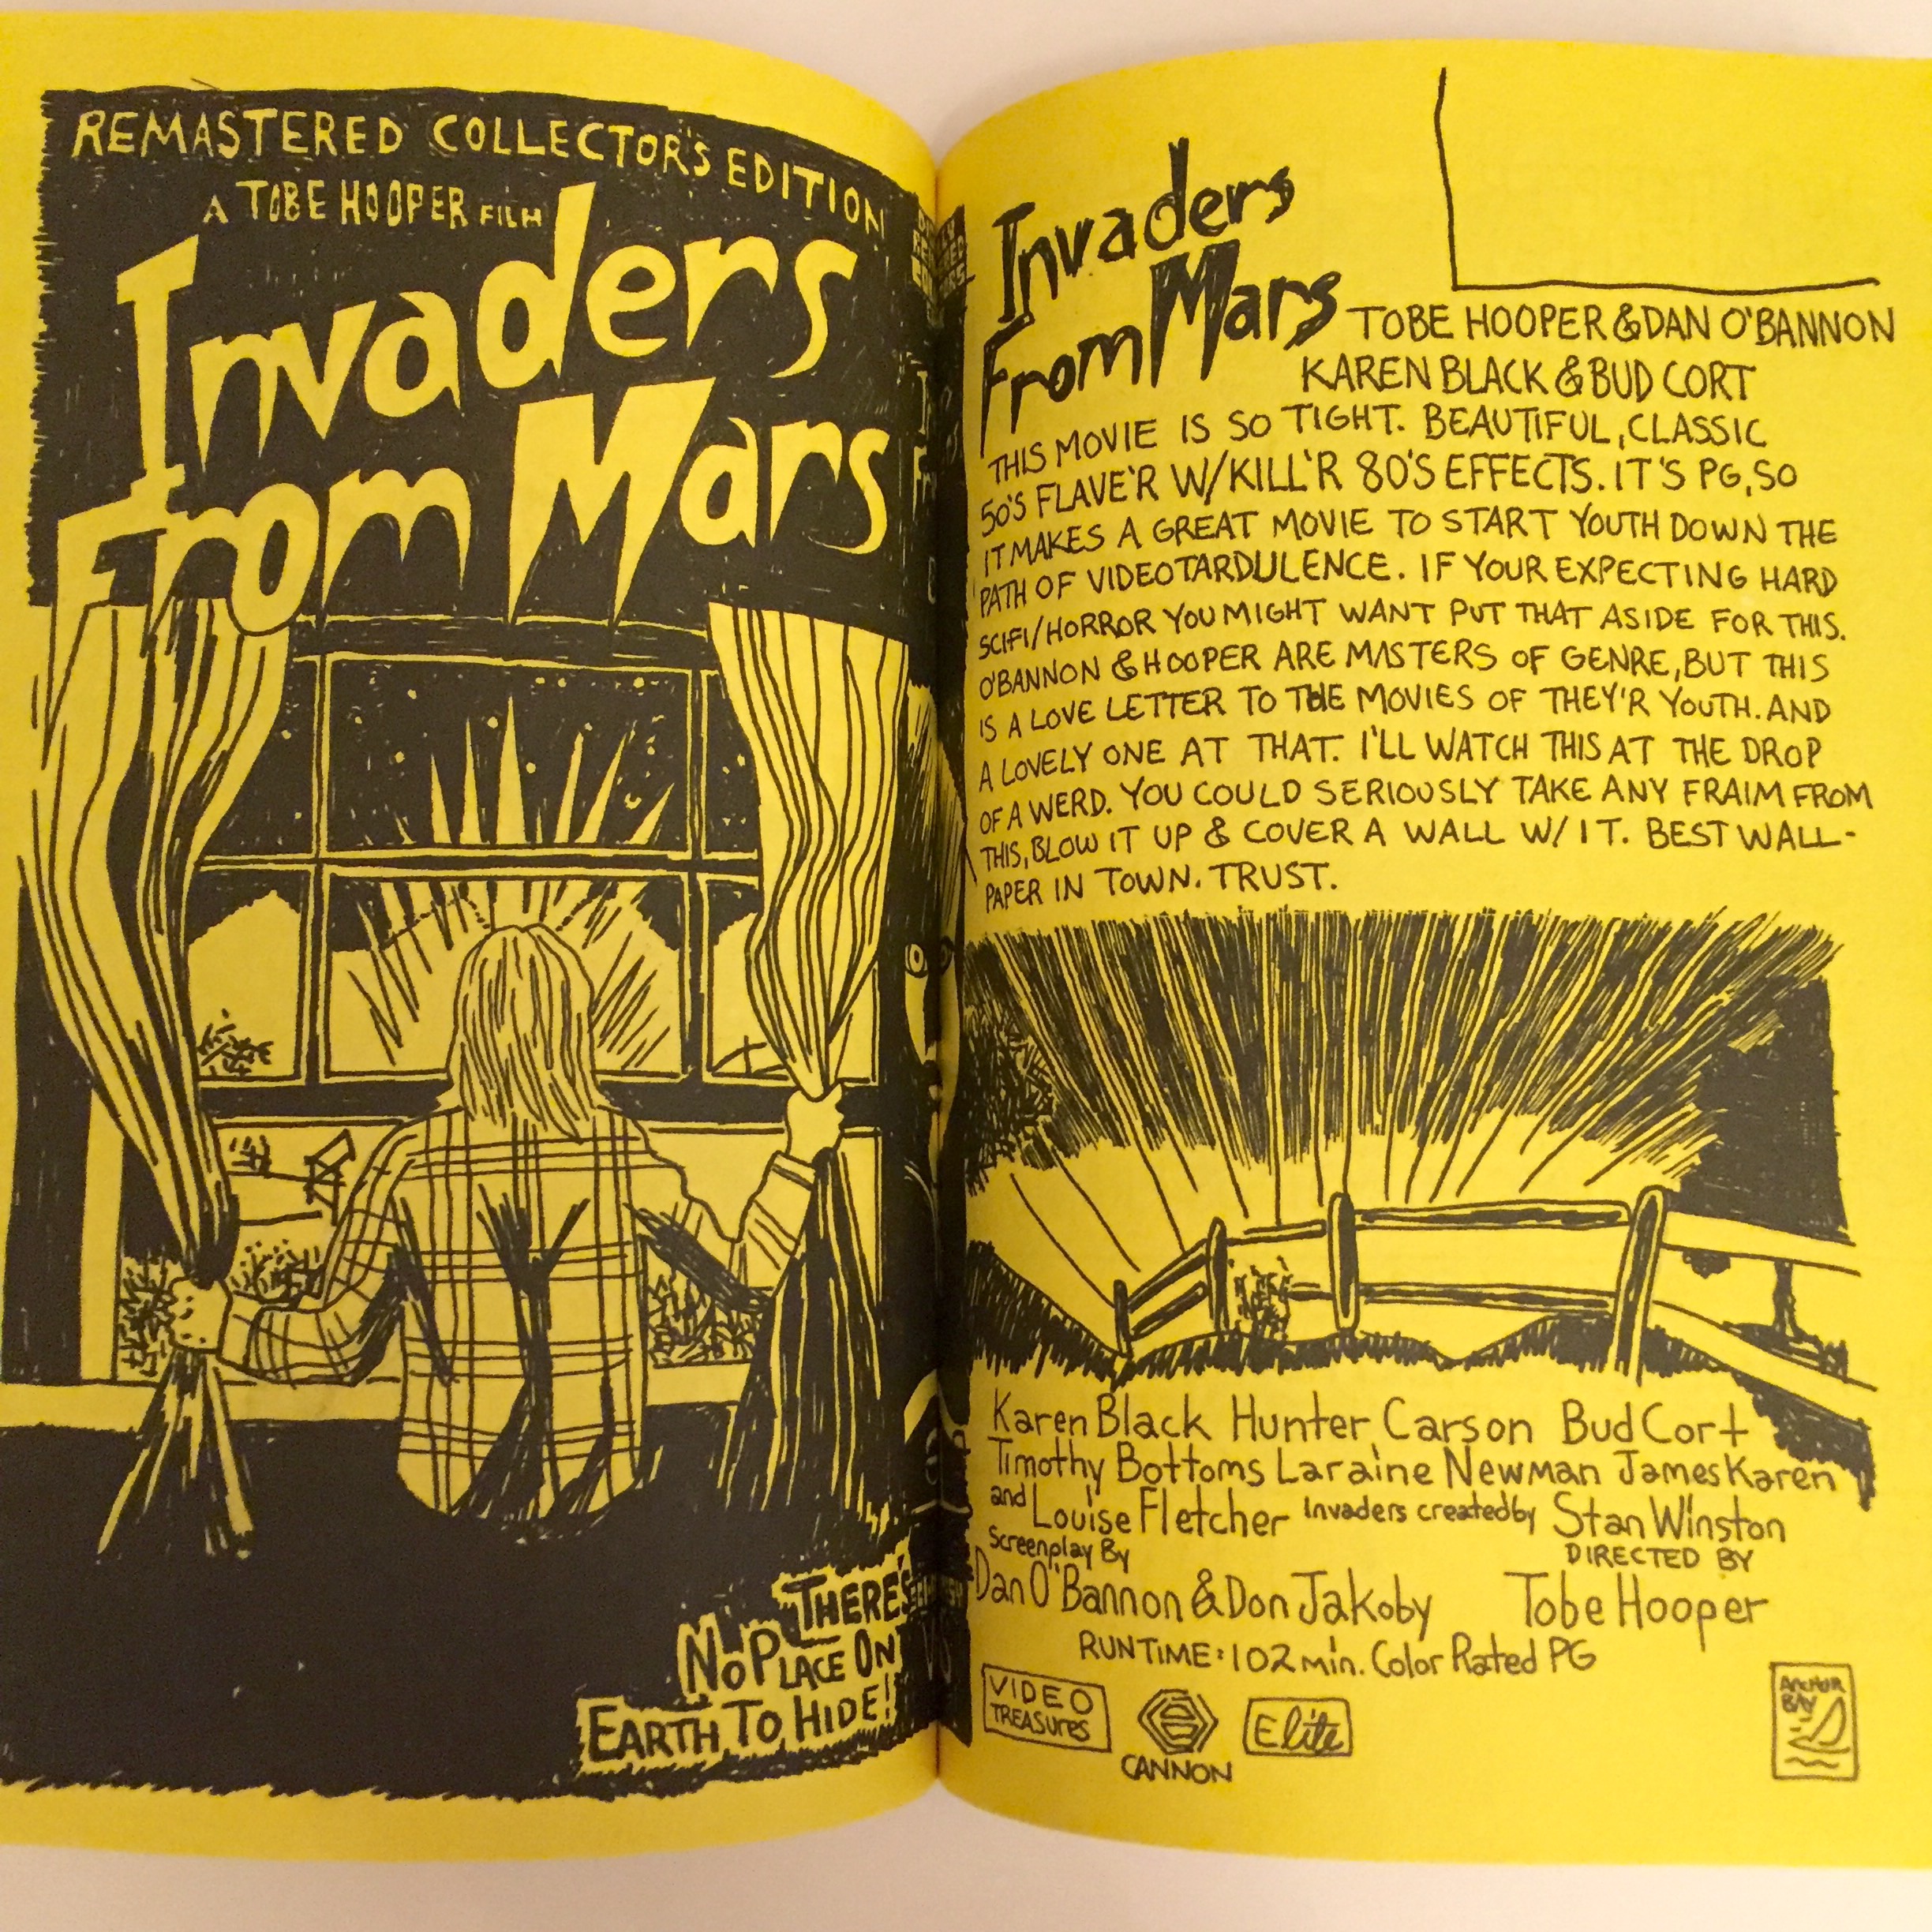 REMASTERED COLLECTOR'S EDITION
A TOBE HOOPER FILM
Invaders
From Mars
THERE'S
NO PLACE ON
EARTH TO HIDE!
Invaders
From Mars
TOBE HOOPER & DAN O'BANNON
KAREN BLACK & BUD CORT
THIS MOVIE IS SO TIGHT. BEAUTIFUL, CLASSIC
50'S FLAVE'R W/KILL'R 80'S EFFECTS. IT'S PG, SO
IT MAKES A GREAT MOVIE TO START YOUTH DOWN THE
PATH OF VIDEOTARDULENCE. IF YOUR EXPECTING HARD
SCIFI/HORROR YOU MIGHT WANT PUT THAT ASIDE FOR THIS.
O'BANNON & HOOPER ARE MASTERS OF GENRE, BUT THIS
IS A LOVE LETTER TO THE MOVIES OF THEY'R YOUTH. AND
A LOVELY ONE AT THAT. I'LL WATCH THIS AT THE DROP
OF A WERD. YOU COULD SERIOUSLY TAKE ANY FRAIM FROM
THIS, BLOW IT UP & COVER A WALL W/ IT. BEST WALL-
PAPER IN TOWN. TRUST.
Karen Black Hunter Carson Bud Cort
Timothy Bottoms Laraine Newman James Karen
and Louise Fletcher Invaders created by Stan Winston
Screenplay By
Dan O'Bannon & Don Jakoby
DIRECTED BY
Tobe Hooper
RUNTIME: 102 min. Color Rated PG
VIDEO
TREASURES
CANNON
Elite
ANCHOR
BAY